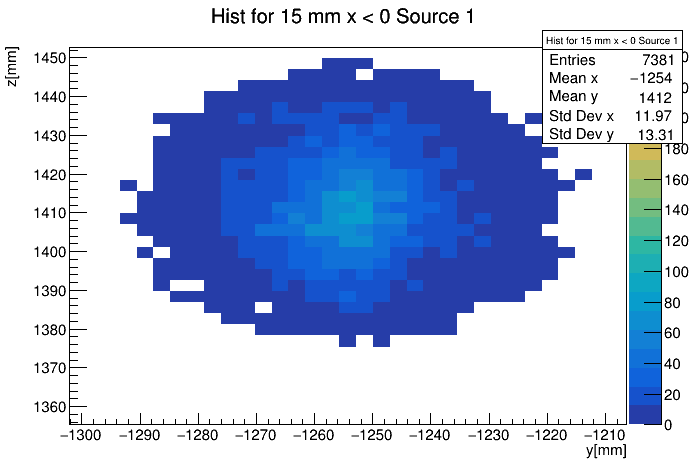 Hist for 15 mm x < 0 Source 1
Hist for 15 mm x < 0 Source 1
Entries 7381
Mean x −1254
Mean y 1412
Std Dev x 11.97
Std Dev y 13.31
z[mm]
1450
1440
1430
1420
1410
1400
1390
1380
1370
1360
180
160
140
120
100
80
60
40
20
0
−1300 −1290 −1280 −1270 −1260 −1250 −1240 −1230 −1220 −1210
y[mm]